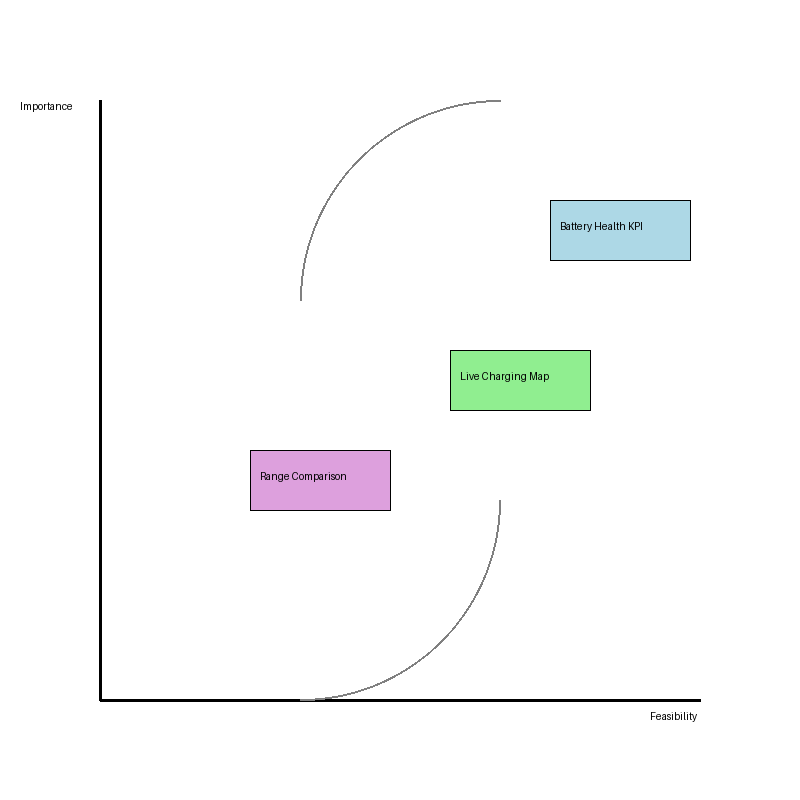 Importance
Battery Health KPI
Live Charging Map
Range Comparison
Feasibility